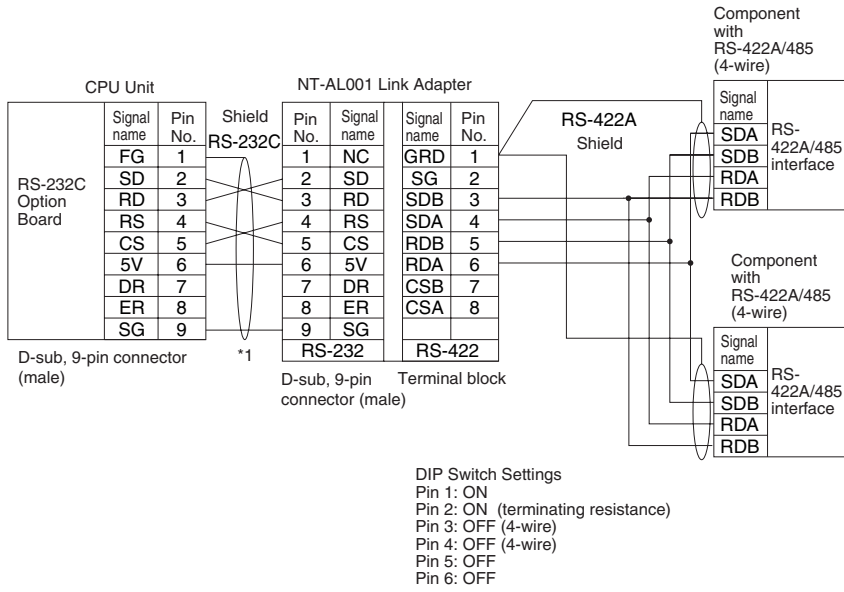 Component
with
RS-422A/485
(4-wire)
CPU Unit
NT-AL001 Link Adapter
Signal name Pin No. Shield RS-232C Pin No. Signal name Signal name Pin No. RS-422A Shield
RS-232C Option Board
FG 1 1 NC GRD 1
SD 2 2 SD SG 2
RD 3 3 RD SDB 3
RS 4 4 RS SDA 4
CS 5 5 CS RDB 5
5V 6 6 5V RDA 6
DR 7 7 DR CSB 7
ER 8 8 ER CSA 8
SG 9 9 SG
RS-232 RS-422
D-sub, 9-pin connector
(male)
*1
D-sub, 9-pin
connector (male)
Terminal block
Signal
name
SDA
SDB
RDA
RDB
RS-
422A/485
interface
Component
with
RS-422A/485
(4-wire)
Signal
name
SDA
SDB
RDA
RDB
RS-
422A/485
interface
DIP Switch Settings
Pin 1: ON
Pin 2: ON (terminating resistance)
Pin 3: OFF (4-wire)
Pin 4: OFF (4-wire)
Pin 5: OFF
Pin 6: OFF